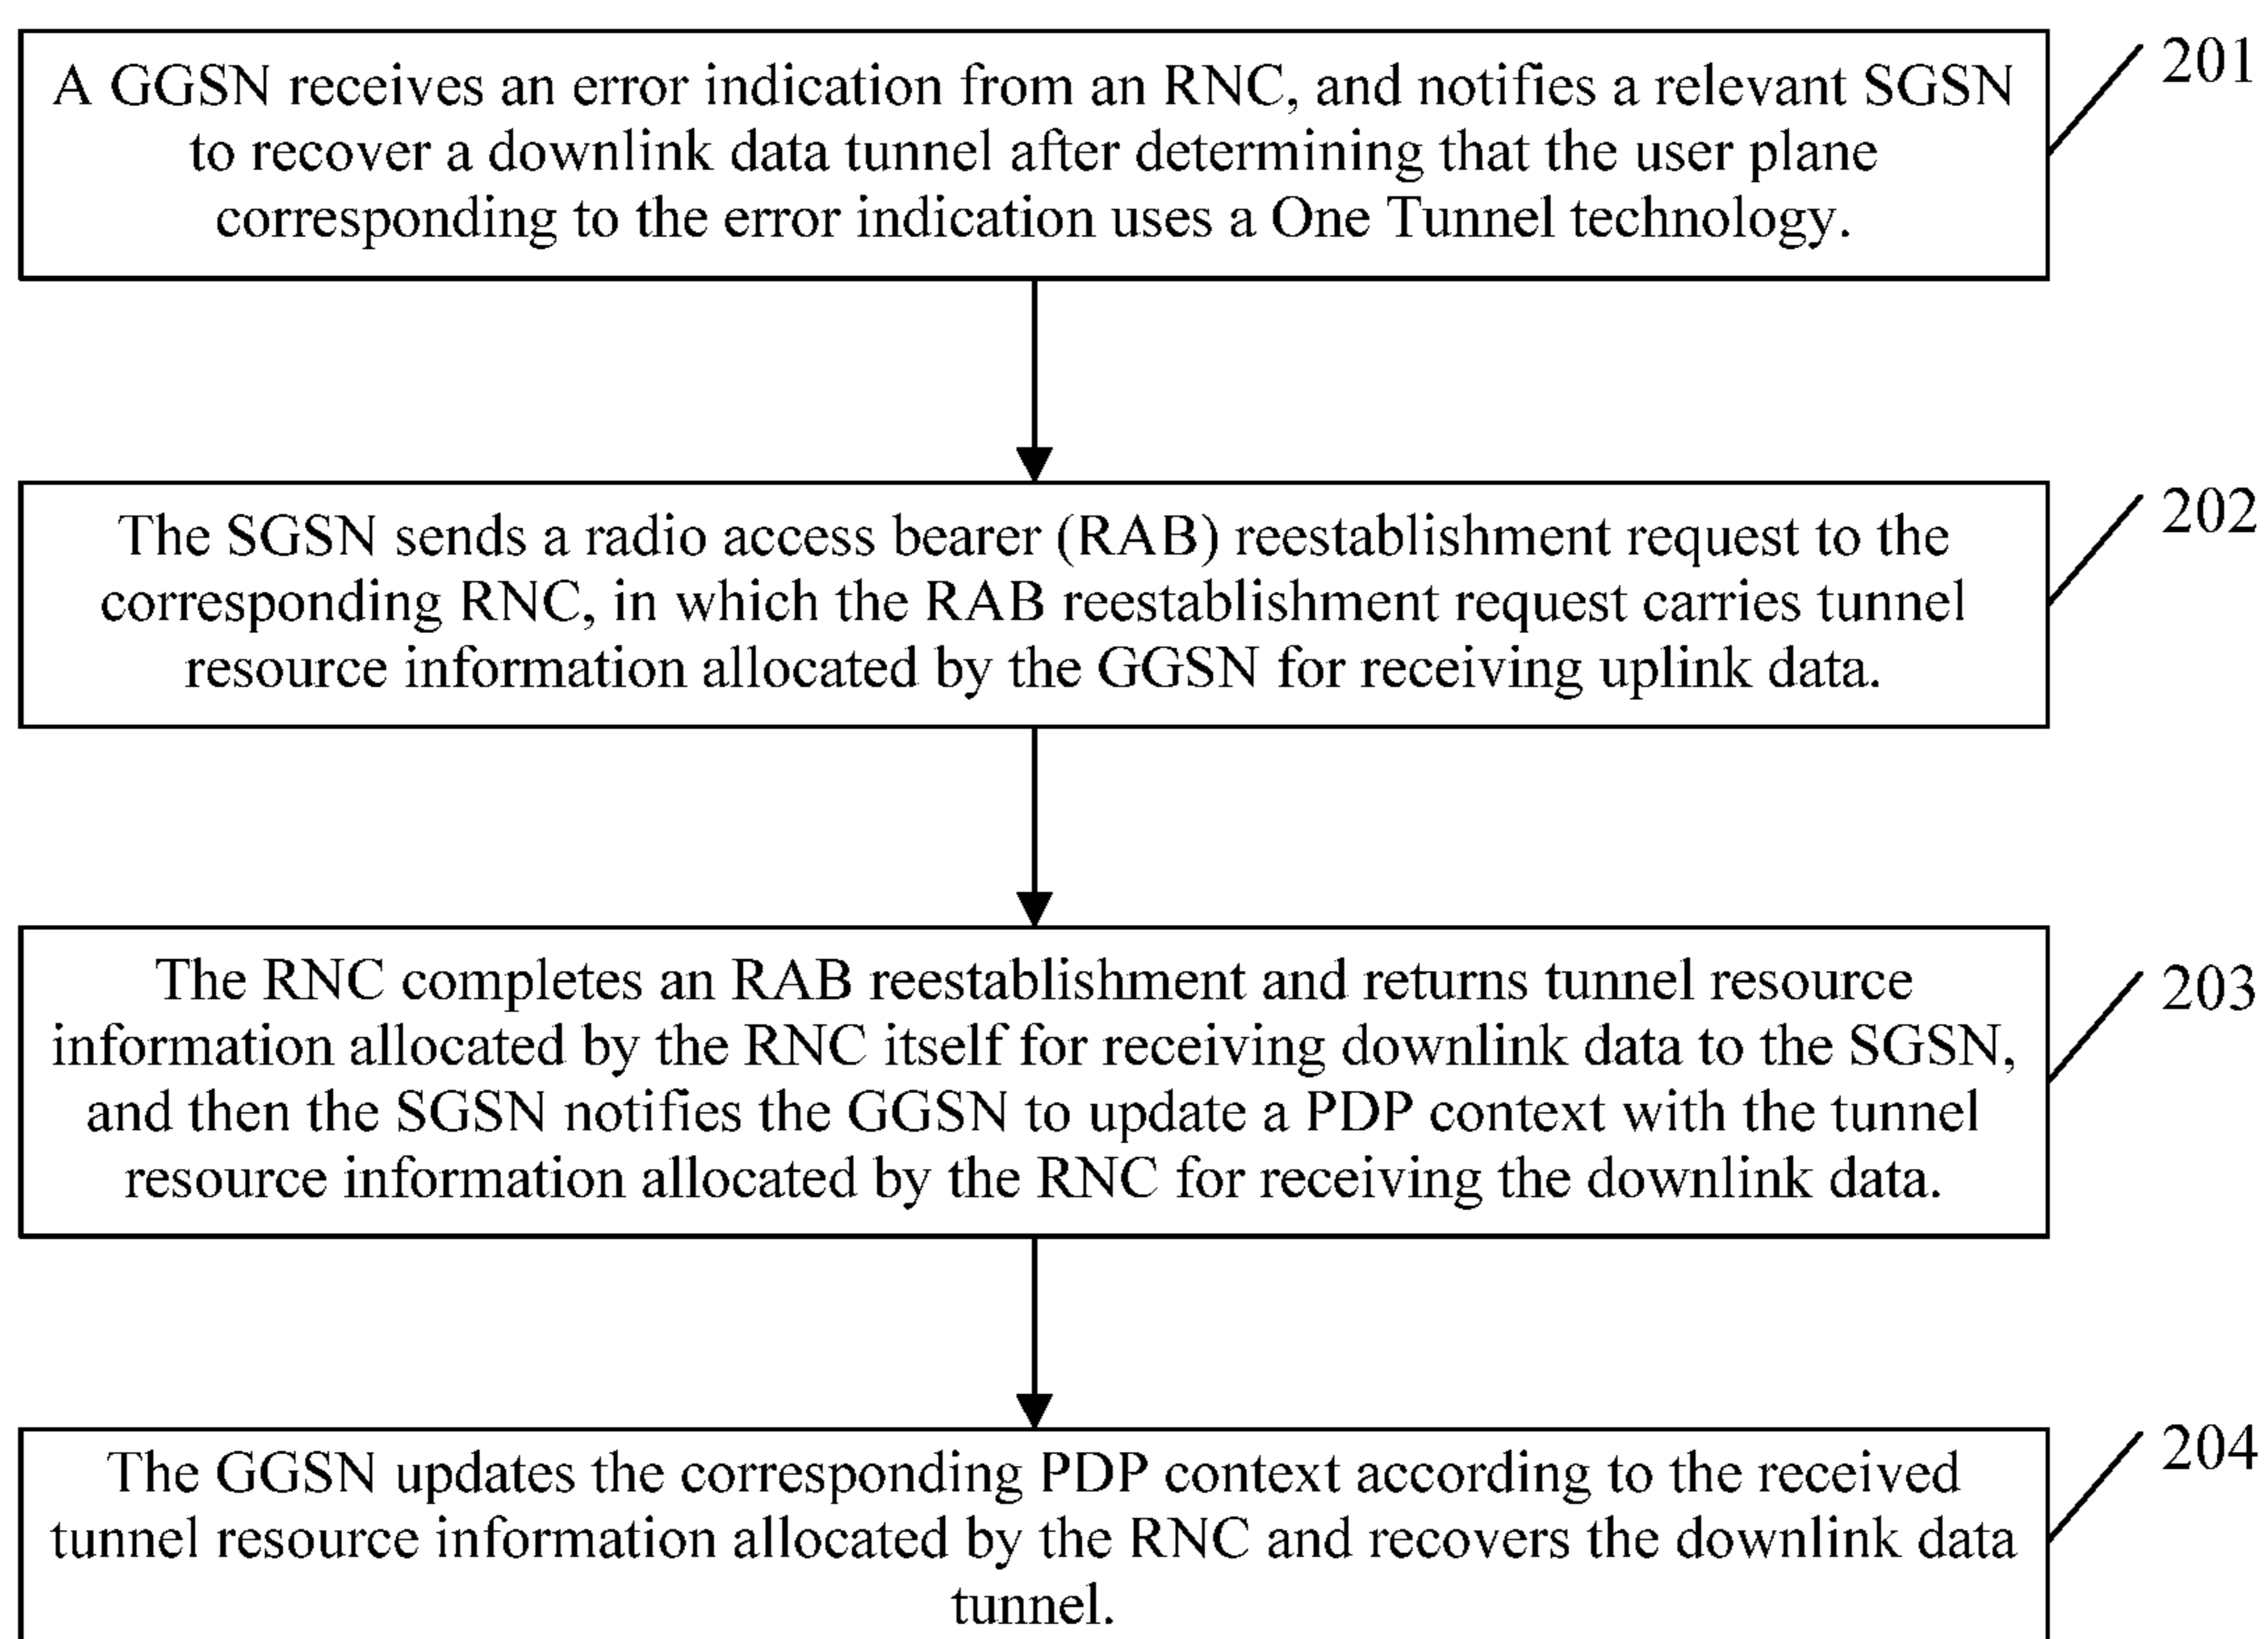 A GGSN receives an error indication from an RNC, and notifies a relevant SGSN
to recover a downlink data tunnel after determining that the user plane
corresponding to the error indication uses a One Tunnel technology.
201
The SGSN sends a radio access bearer (RAB) reestablishment request to the
corresponding RNC, in which the RAB reestablishment request carries tunnel
resource information allocated by the GGSN for receiving uplink data.
202
The RNC completes an RAB reestablishment and returns tunnel resource
information allocated by the RNC itself for receiving downlink data to the SGSN,
and then the SGSN notifies the GGSN to update a PDP context with the tunnel
resource information allocated by the RNC for receiving the downlink data.
203
The GGSN updates the corresponding PDP context according to the received
tunnel resource information allocated by the RNC and recovers the downlink data
tunnel.
204